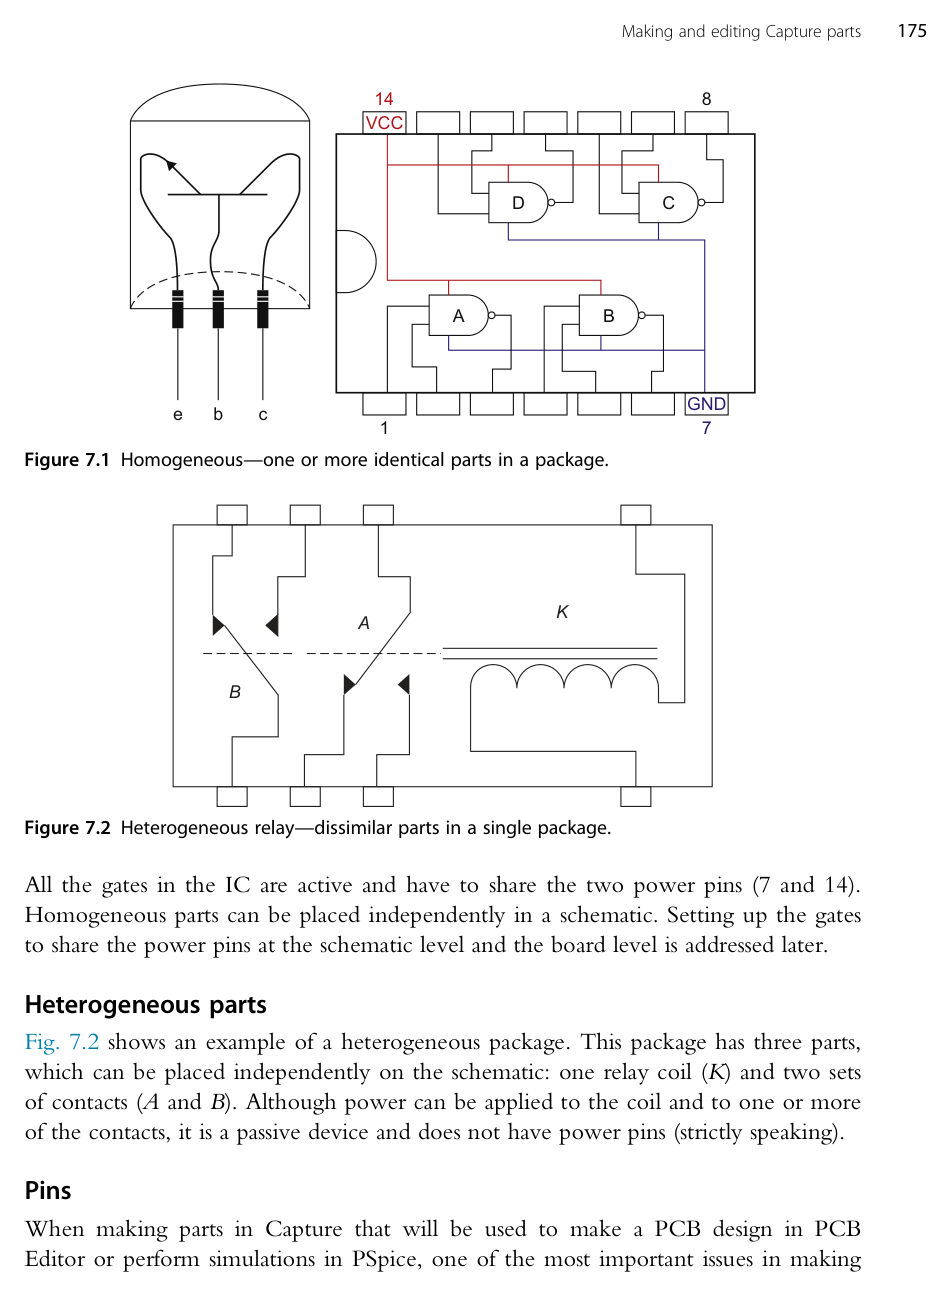 Making and editing Capture parts 175
14 8
VCC
D C
A B
GND
e b c
1 7
Figure 7.1 Homogeneous—one or more identical parts in a package.
A K
B
Figure 7.2 Heterogeneous relay—dissimilar parts in a single package.
All the gates in the IC are active and have to share the two power pins (7 and 14).
Homogeneous parts can be placed independently in a schematic. Setting up the gates
to share the power pins at the schematic level and the board level is addressed later.
Heterogeneous parts
Fig. 7.2 shows an example of a heterogeneous package. This package has three parts,
which can be placed independently on the schematic: one relay coil (K) and two sets
of contacts (A and B). Although power can be applied to the coil and to one or more
of the contacts, it is a passive device and does not have power pins (strictly speaking).
Pins
When making parts in Capture that will be used to make a PCB design in PCB
Editor or perform simulations in PSpice, one of the most important issues in making